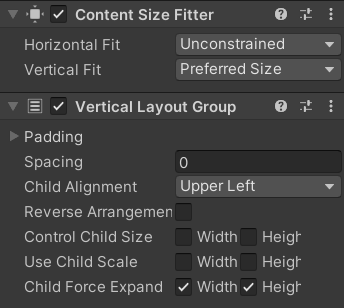 Content Size Fitter
Horizontal Fit Unconstrained
Vertical Fit Preferred Size
Vertical Layout Group
Padding
Spacing 0
Child Alignment Upper Left
Reverse Arrangemen
Control Child Size Width Heigh
Use Child Scale Width Heigh
Child Force Expand Width Heigh